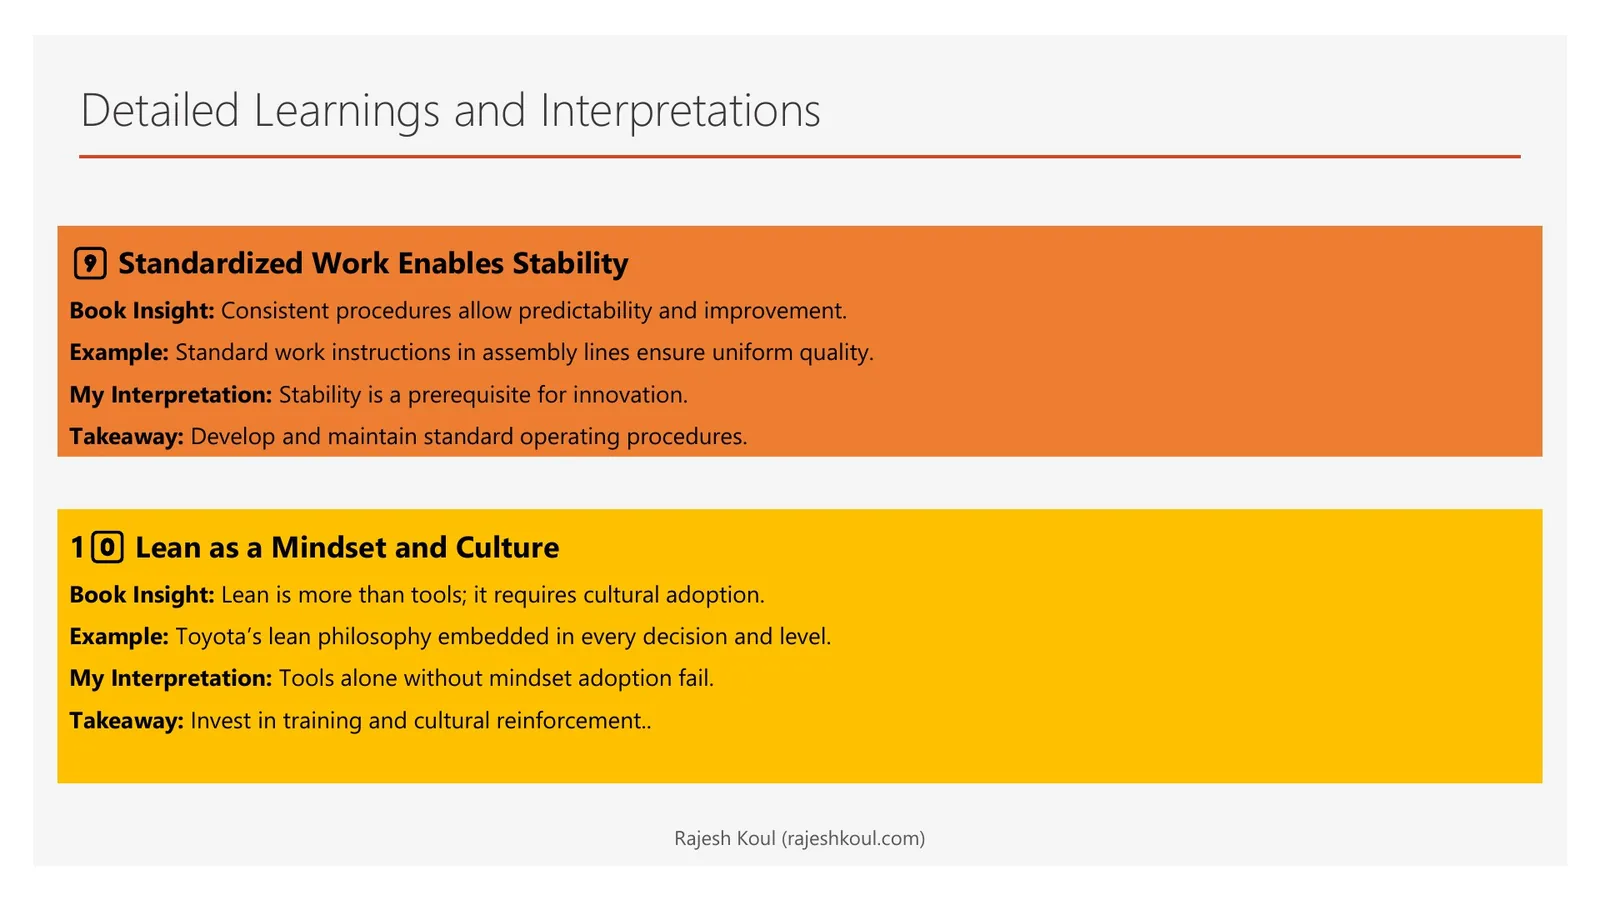 Detailed Learnings and Interpretations
9️⃣ Standardized Work Enables Stability
Book Insight: Consistent procedures allow predictability and improvement.
Example: Standard work instructions in assembly lines ensure uniform quality.
My Interpretation: Stability is a prerequisite for innovation.
Takeaway: Develop and maintain standard operating procedures.
10️⃣ Lean as a Mindset and Culture
Book Insight: Lean is more than tools; it requires cultural adoption.
Example: Toyota’s lean philosophy embedded in every decision and level.
My Interpretation: Tools alone without mindset adoption fail.
Takeaway: Invest in training and cultural reinforcement..
Rajesh Koul (rajeshkoul.com)